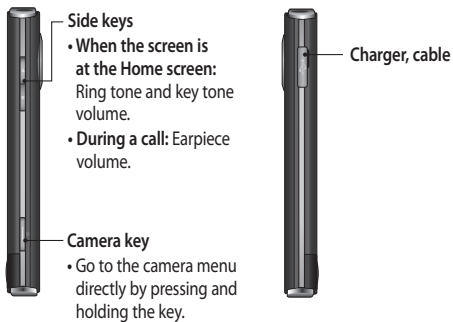 Side keys
• When the screen is
at the Home screen:
Ring tone and key tone
volume.
• During a call: Earpiece
volume.
Camera key
• Go to the camera menu
directly by pressing and
holding the key.
Charger, cable